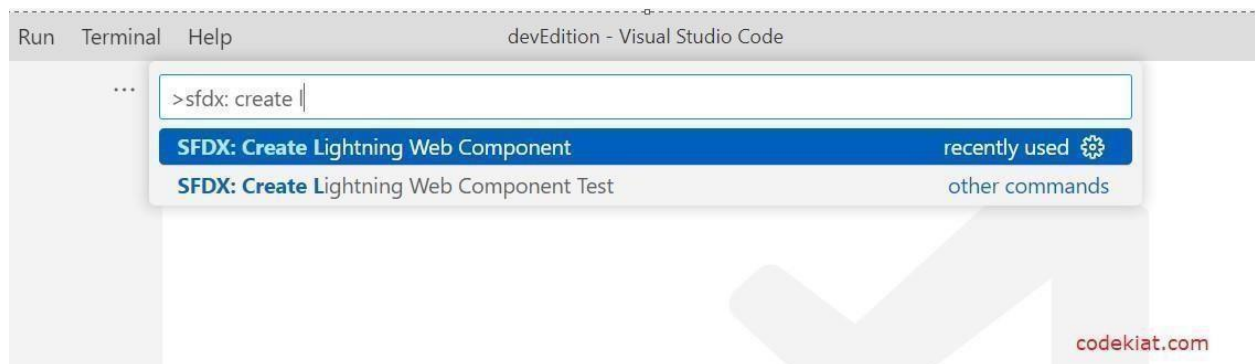 Run Terminal Help devEdition - Visual Studio Code
...
>sfdx: create l
SFDX: Create Lightning Web Component recently used
SFDX: Create Lightning Web Component Test other commands
codekiat.com